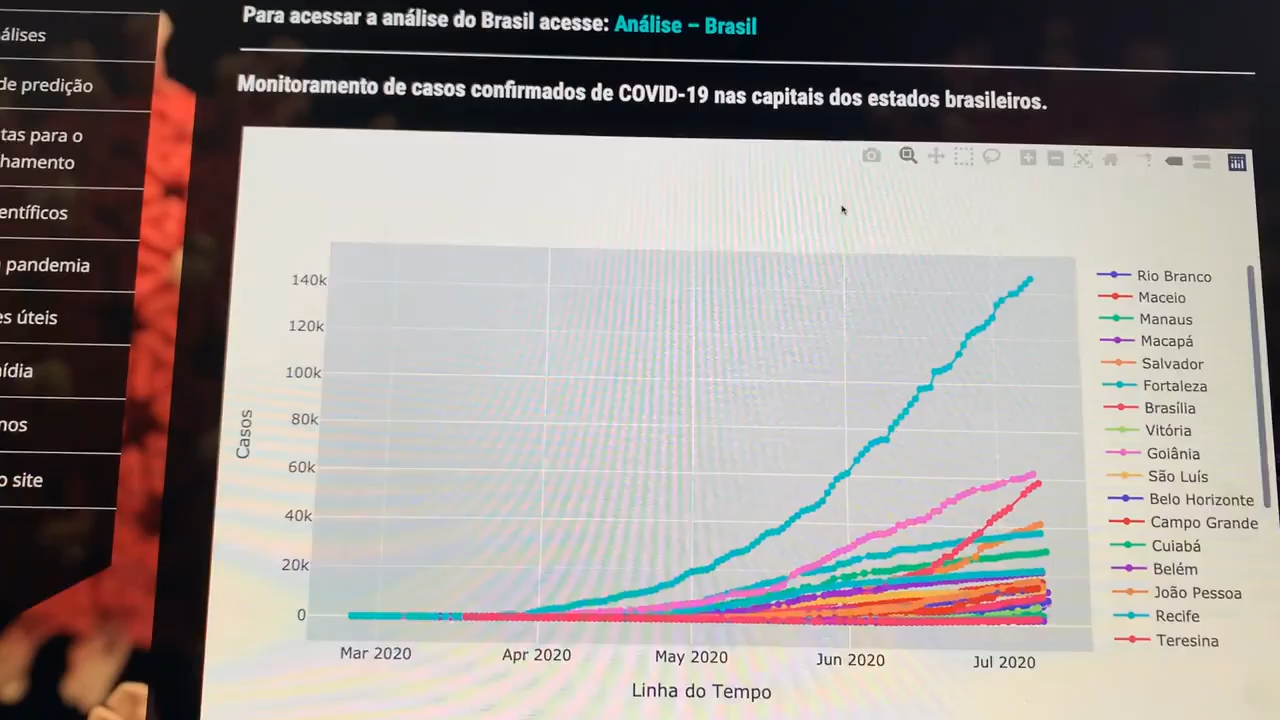 Para acessar a análise do Brasil acesse: Análise – Brasil
álises
de predição
tas para o
hamento
entíficos
pandemia
es úteis
ídia
nos
o site
Monitoramento de casos confirmados de COVID-19 nas capitais dos estados brasileiros.
140k
120k
100k
80k
60k
40k
20k
0
Casos
Mar 2020
Apr 2020
May 2020
Jun 2020
Jul 2020
Linha do Tempo
Rio Branco
Maceio
Manaus
Macapá
Salvador
Fortaleza
Brasília
Vitória
Goiânia
São Luís
Belo Horizonte
Campo Grande
Cuiabá
Belém
João Pessoa
Recife
Teresina